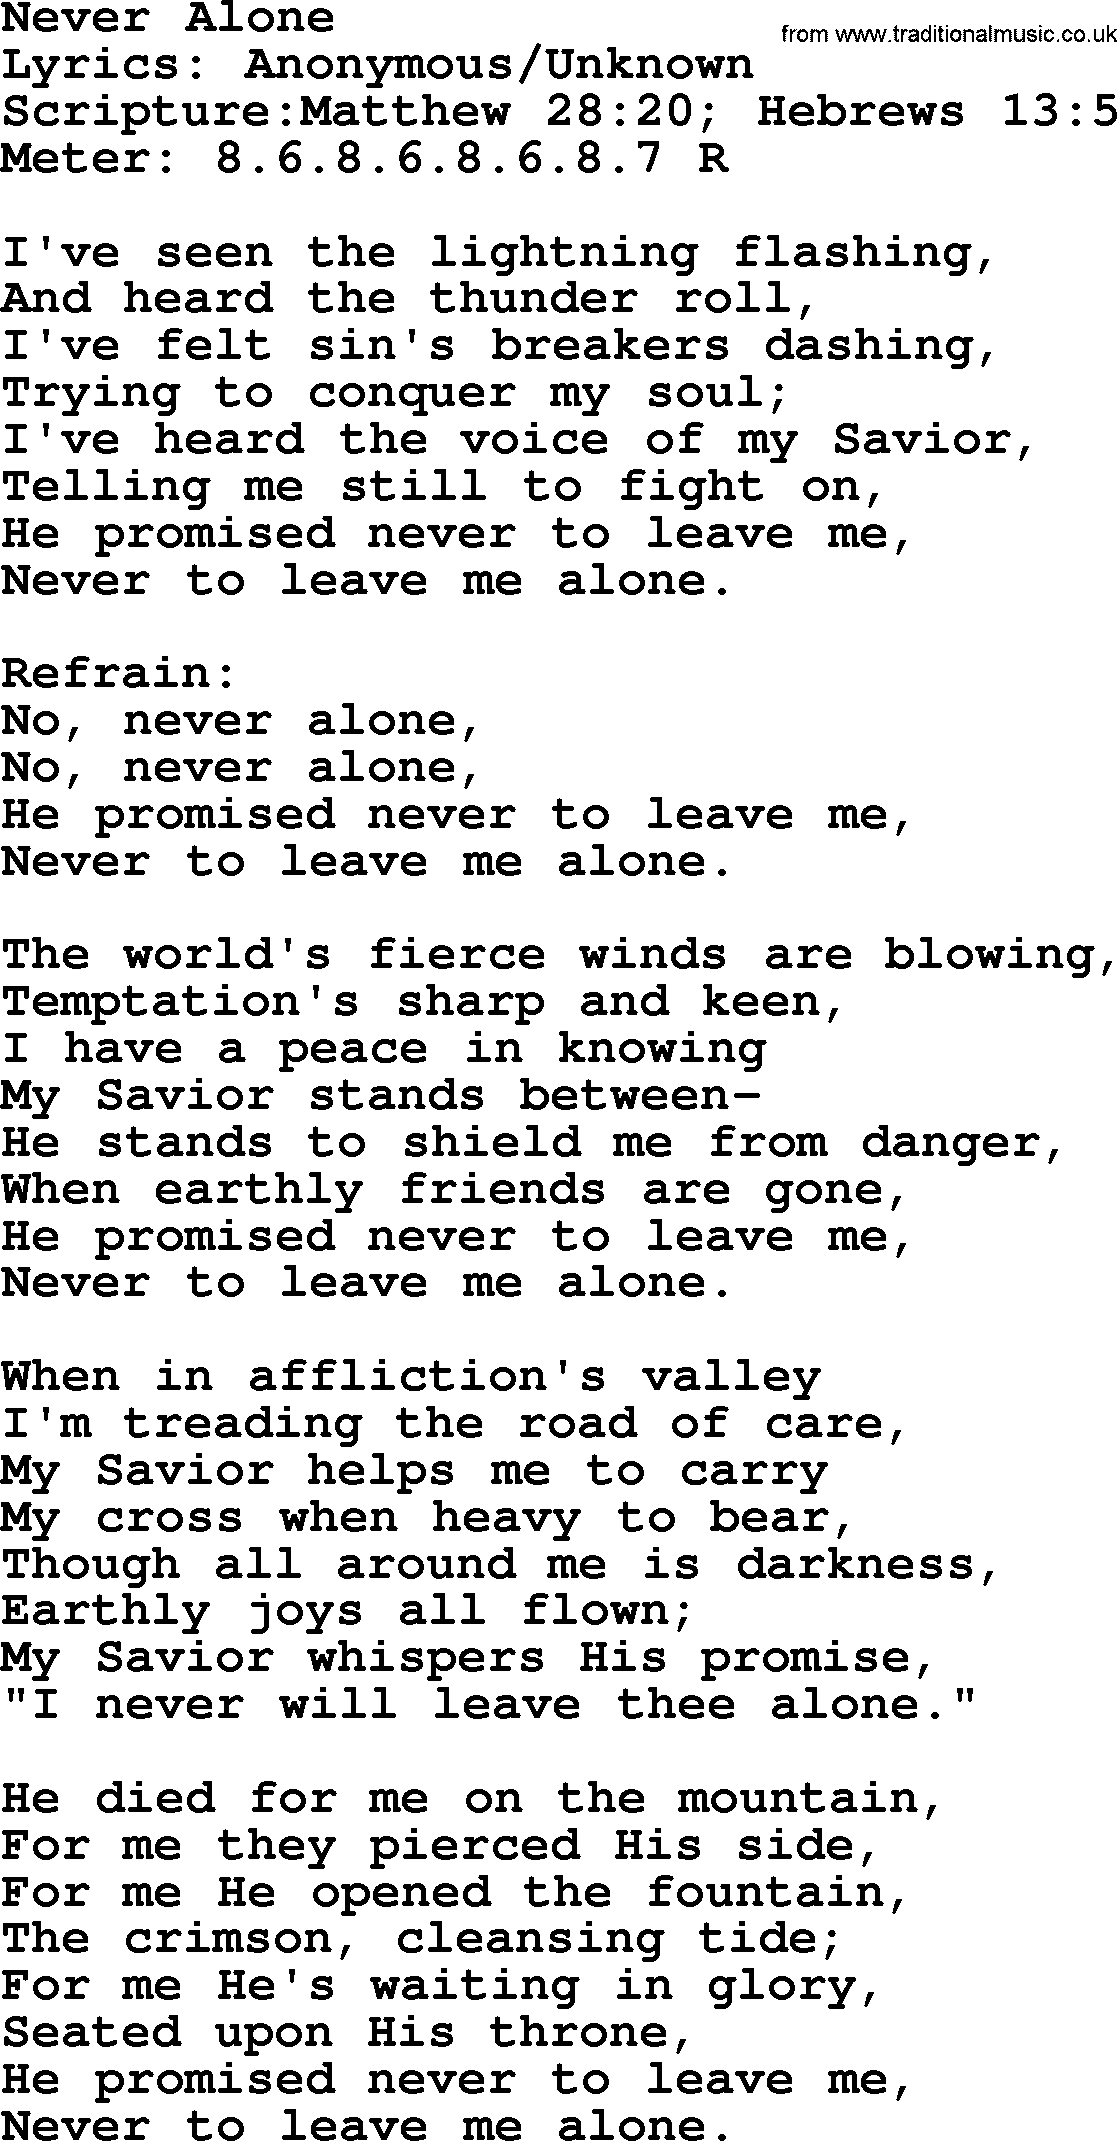 Never Alone
from www.traditionalmusic.co.uk
Lyrics: Anonymous/Unknown
Scripture:Matthew 28:20; Hebrews 13:5
Meter: 8.6.8.6.8.6.8.7 R
I've seen the lightning flashing,
And heard the thunder roll,
I've felt sin's breakers dashing,
Trying to conquer my soul;
I've heard the voice of my Savior,
Telling me still to fight on,
He promised never to leave me,
Never to leave me alone.
Refrain:
No, never alone,
No, never alone,
He promised never to leave me,
Never to leave me alone.
The world's fierce winds are blowing,
Temptation's sharp and keen,
I have a peace in knowing
My Savior stands between-
He stands to shield me from danger,
When earthly friends are gone,
He promised never to leave me,
Never to leave me alone.
When in affliction's valley
I'm treading the road of care,
My Savior helps me to carry
My cross when heavy to bear,
Though all around me is darkness,
Earthly joys all flown;
My Savior whispers His promise,
"I never will leave thee alone."
He died for me on the mountain,
For me they pierced His side,
For me He opened the fountain,
The crimson, cleansing tide;
For me He's waiting in glory,
Seated upon His throne,
He promised never to leave me,
Never to leave me alone.